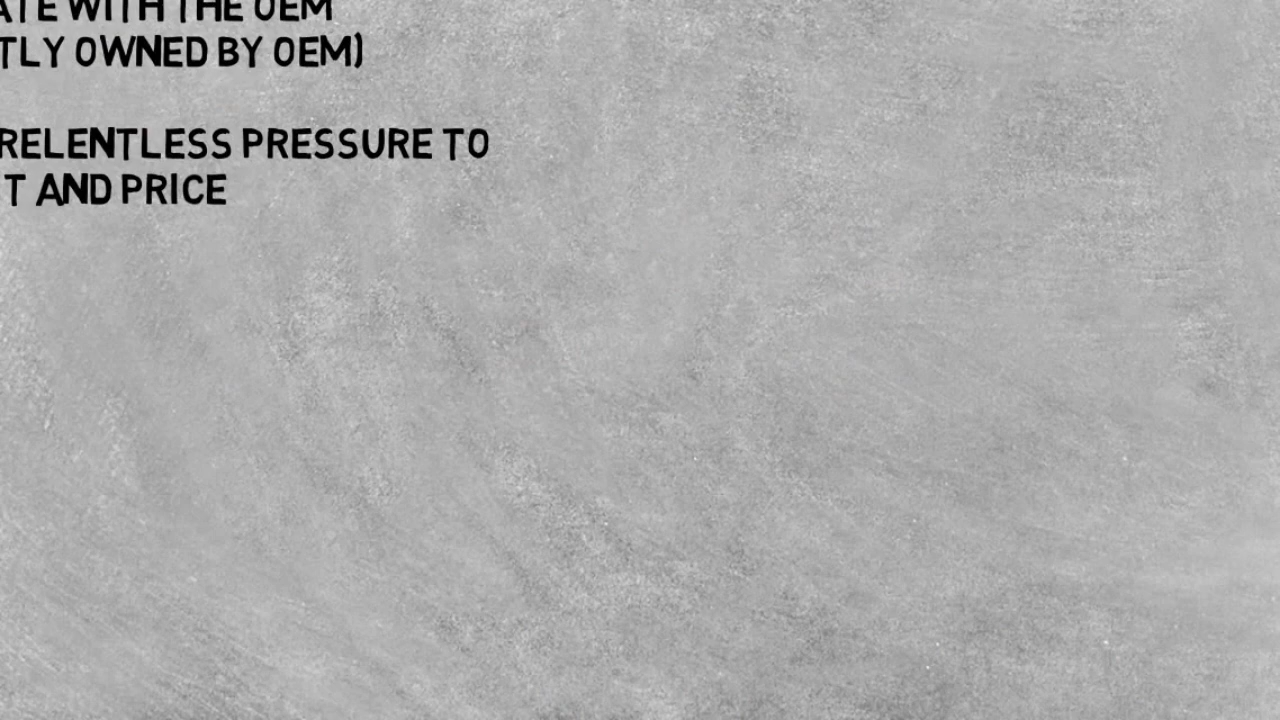 ATE WITH THE OEM
TLY OWNED BY OEM)
RELENTLESS PRESSURE TO
T AND PRICE